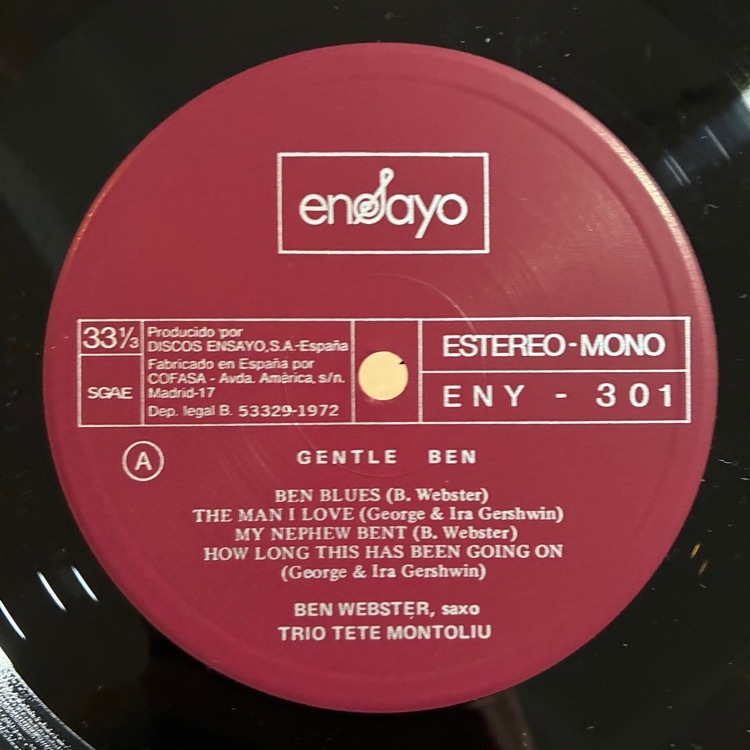 ensayo
33⅓
SGAE
Producido por
DISCOS ENSAYO, S.A.-España
Fabricado en España por
COFASA - Avda. América, s/n.
Madrid-17
Dep. legal B. 53329-1972
ESTEREO-MONO
ENY - 301
A
GENTLE BEN
BEN BLUES (B. Webster)
THE MAN I LOVE (George & Ira Gershwin)
MY NEPHEW BENT (B. Webster)
HOW LONG THIS HAS BEEN GOING ON
(George & Ira Gershwin)
BEN WEBSTER, saxo
TRIO TETE MONTOLIU